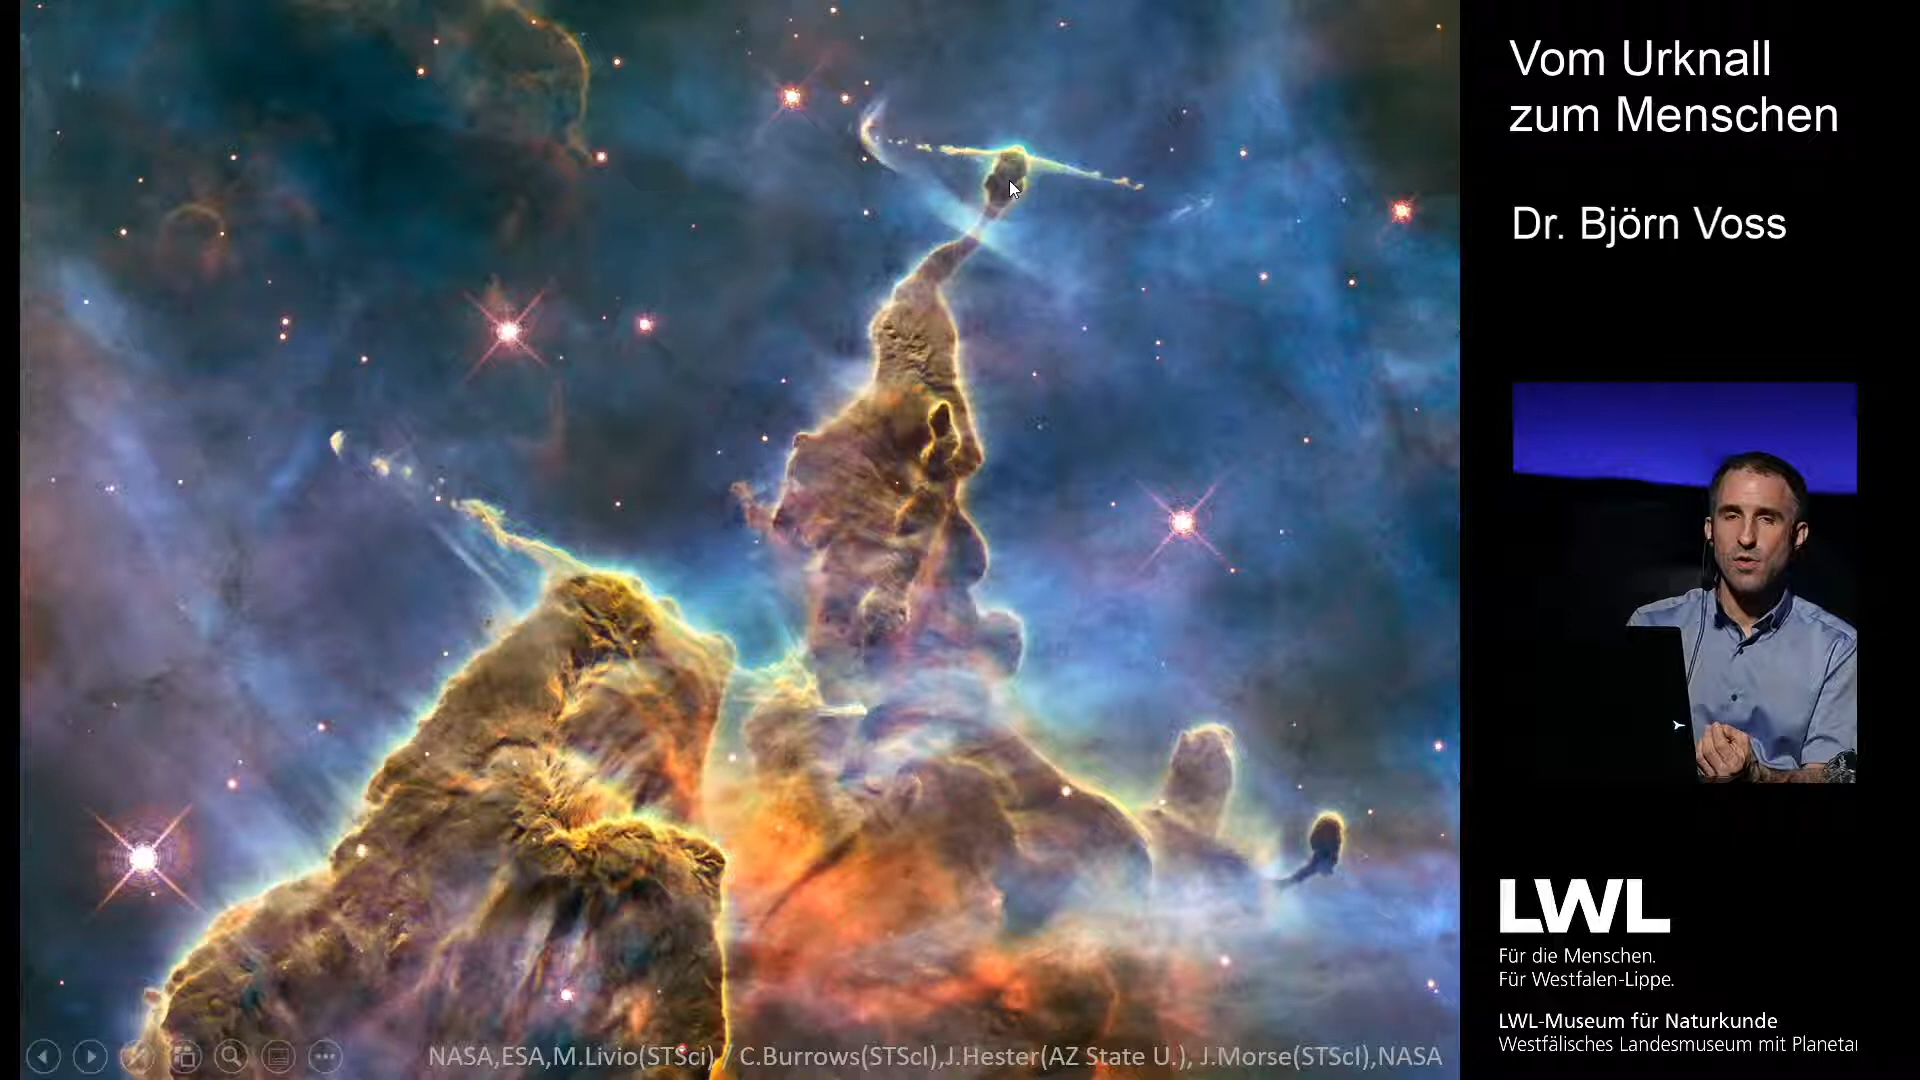 Vom Urknall
zum Menschen
Dr. Björn Voss
LWL
Für die Menschen.
Für Westfalen-Lippe.
LWL-Museum für Naturkunde
Westfälisches Landesmuseum mit Planetar
NASA,ESA,M.Livio(STSci) / C.Burrows(STScI),J.Hester(AZ State U.), J.Morse(STScI),NASA